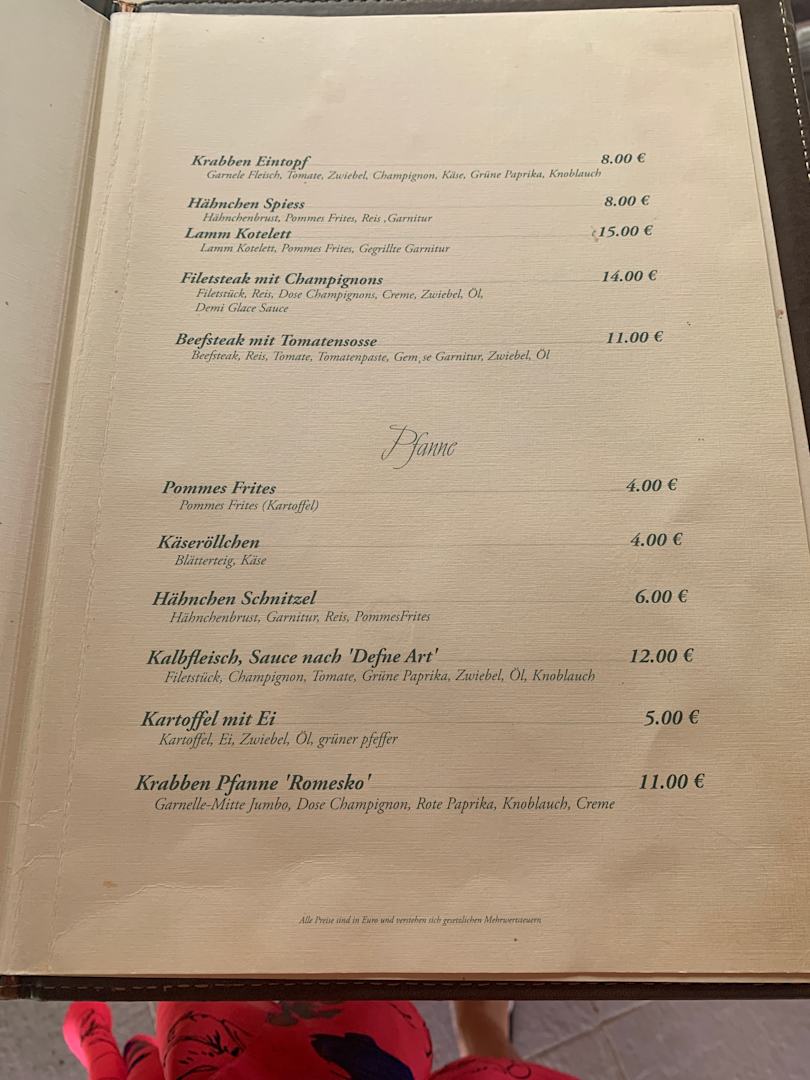 Krabben Eintopf 8.00 €
Garnele Fleisch, Tomate, Zwiebel, Champignon, Käse, Grüne Paprika, Knoblauch
Hähnchen Spiess 8.00 €
Hähnchenbrust, Pommes Frites, Reis ,Garnitur
Lamm Kotelett 15.00 €
Lamm Kotelett, Pommes Frites, Gegrillte Garnitur
Filetsteak mit Champignons 14.00 €
Filetstück, Reis, Dose Champignons, Creme, Zwiebel, Öl,
Demi Glace Sauce
Beefsteak mit Tomatensosse 11.00 €
Beefsteak, Reis, Tomate, Tomatenpaste, Gem¸se Garnitur, Zwiebel, Öl
Pfanne
Pommes Frites 4.00 €
Pommes Frites (Kartoffel)
Käseröllchen 4.00 €
Blätterteig, Käse
Hähnchen Schnitzel 6.00 €
Hähnchenbrust, Garnitur, Reis, PommesFrites
Kalbfleisch, Sauce nach 'Defne Art' 12.00 €
Filetstück, Champignon, Tomate, Grüne Paprika, Zwiebel, Öl, Knoblauch
Kartoffel mit Ei 5.00 €
Kartoffel, Ei, Zwiebel, Öl, grüner pfeffer
Krabben Pfanne 'Romesko' 11.00 €
Garnelle-Mitte Jumbo, Dose Champignon, Rote Paprika, Knoblauch, Creme
Alle Preise sind in Euro und verstehen sich gesetzlichen Mehrwertsteuern